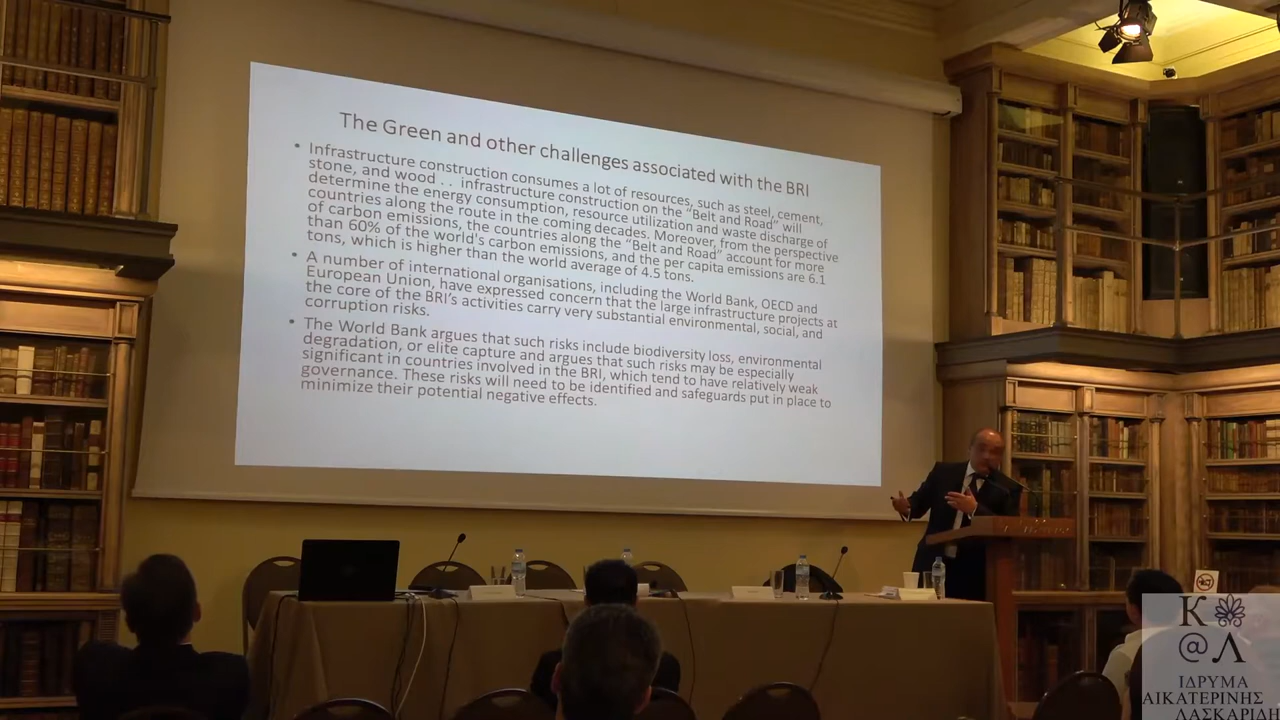 The Green and other challenges associated with the BRI
• Infrastructure construction consumes a lot of resources, such as steel, cement,
stone, and wood . . infrastructure construction on the “Belt and Road” will
determine the energy consumption, resource utilization and waste discharge of
countries along the route in the coming decades. Moreover, from the perspective
of carbon emissions, the countries along the “Belt and Road” account for more
than 60% of the world's carbon emissions, and the per capita emissions are 6.1
tons, which is higher than the world average of 4.5 tons.
• A number of international organisations, including the World Bank, OECD and
European Union, have expressed concern that the large infrastructure projects at
the core of the BRI’s activities carry very substantial environmental, social, and
corruption risks.
• The World Bank argues that such risks include biodiversity loss, environmental
degradation, or elite capture and argues that such risks may be especially
significant in countries involved in the BRI, which tend to have relatively weak
governance. These risks will need to be identified and safeguards put in place to
minimize their potential negative effects.
Κ
@ Λ
ΙΔΡΥΜΑ
ΑΙΚΑΤΕΡΙΝΗΣ
ΛΑΣΚΑΡΙΔΗ